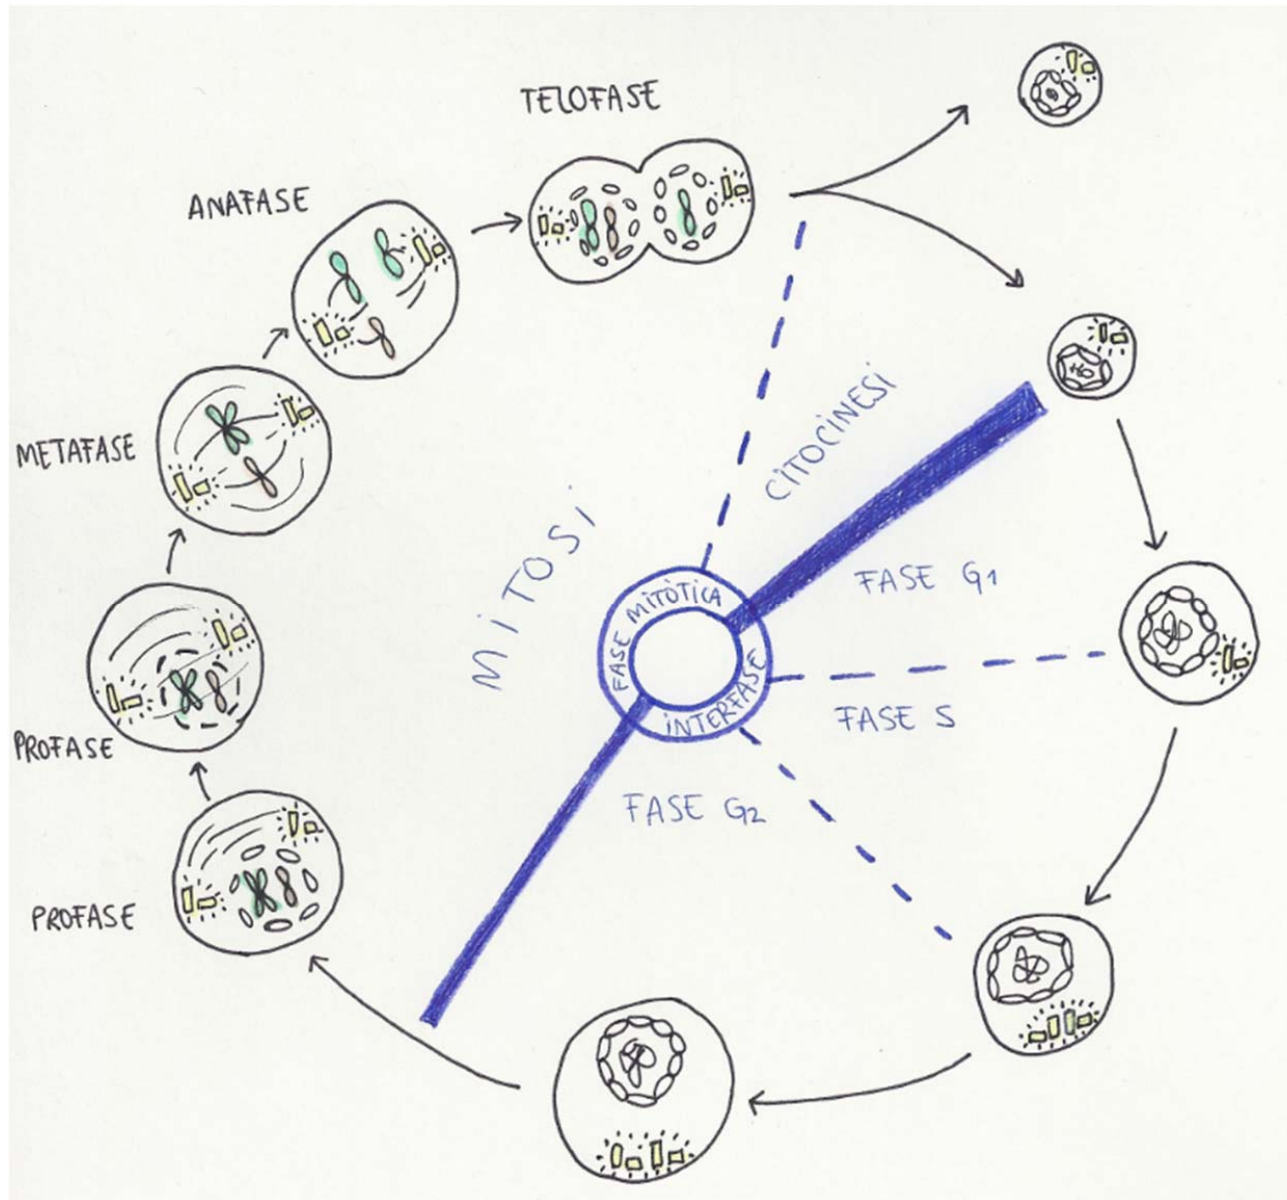 TELOFASE
ANAFASE
METAFASE
PROFASE
PROFASE
MiTOSi
CiTOCiNESi
FASE MiTÒTiCA
iNTERFASE
FASE G1
FASE S
FASE G2